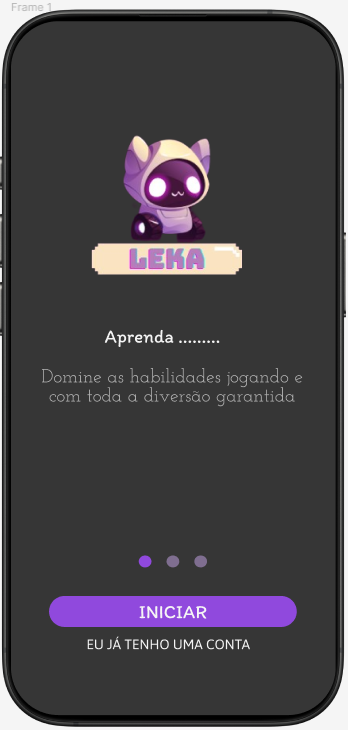 Frame 1
LEKA
Aprenda .........
Domine as habilidades jogando e
com toda a diversão garantida
INICIAR
EU JÁ TENHO UMA CONTA